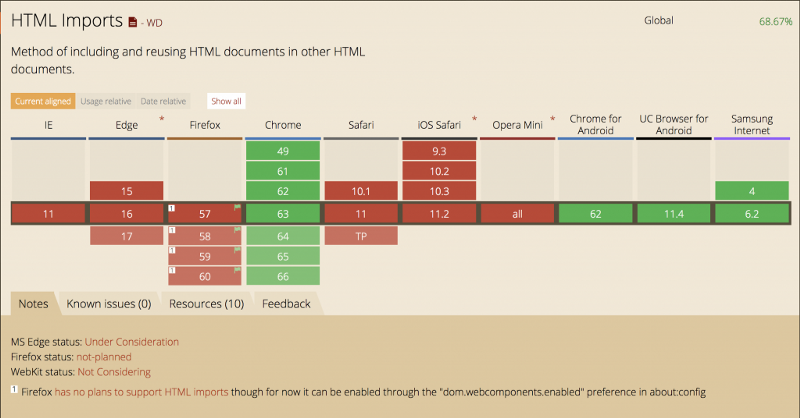 HTML Imports - WD
Global 68.67%
Method of including and reusing HTML documents in other HTML
documents.
Current aligned Usage relative Date relative Show all
IE Edge * Firefox Chrome Safari iOS Safari * Opera Mini * Chrome for Android UC Browser for Android Samsung Internet
49 9.3
61 10.2
15 62 10.1 10.3 4
11 16 1 57 63 11 11.2 all 62 11.4 6.2
17 1 58 64 TP
1 59 65
1 60 66
Notes Known issues (0) Resources (10) Feedback
MS Edge status: Under Consideration
Firefox status: not-planned
WebKit status: Not Considering
1 Firefox has no plans to support HTML imports though for now it can be enabled through the "dom.webcomponents.enabled" preference in about:config